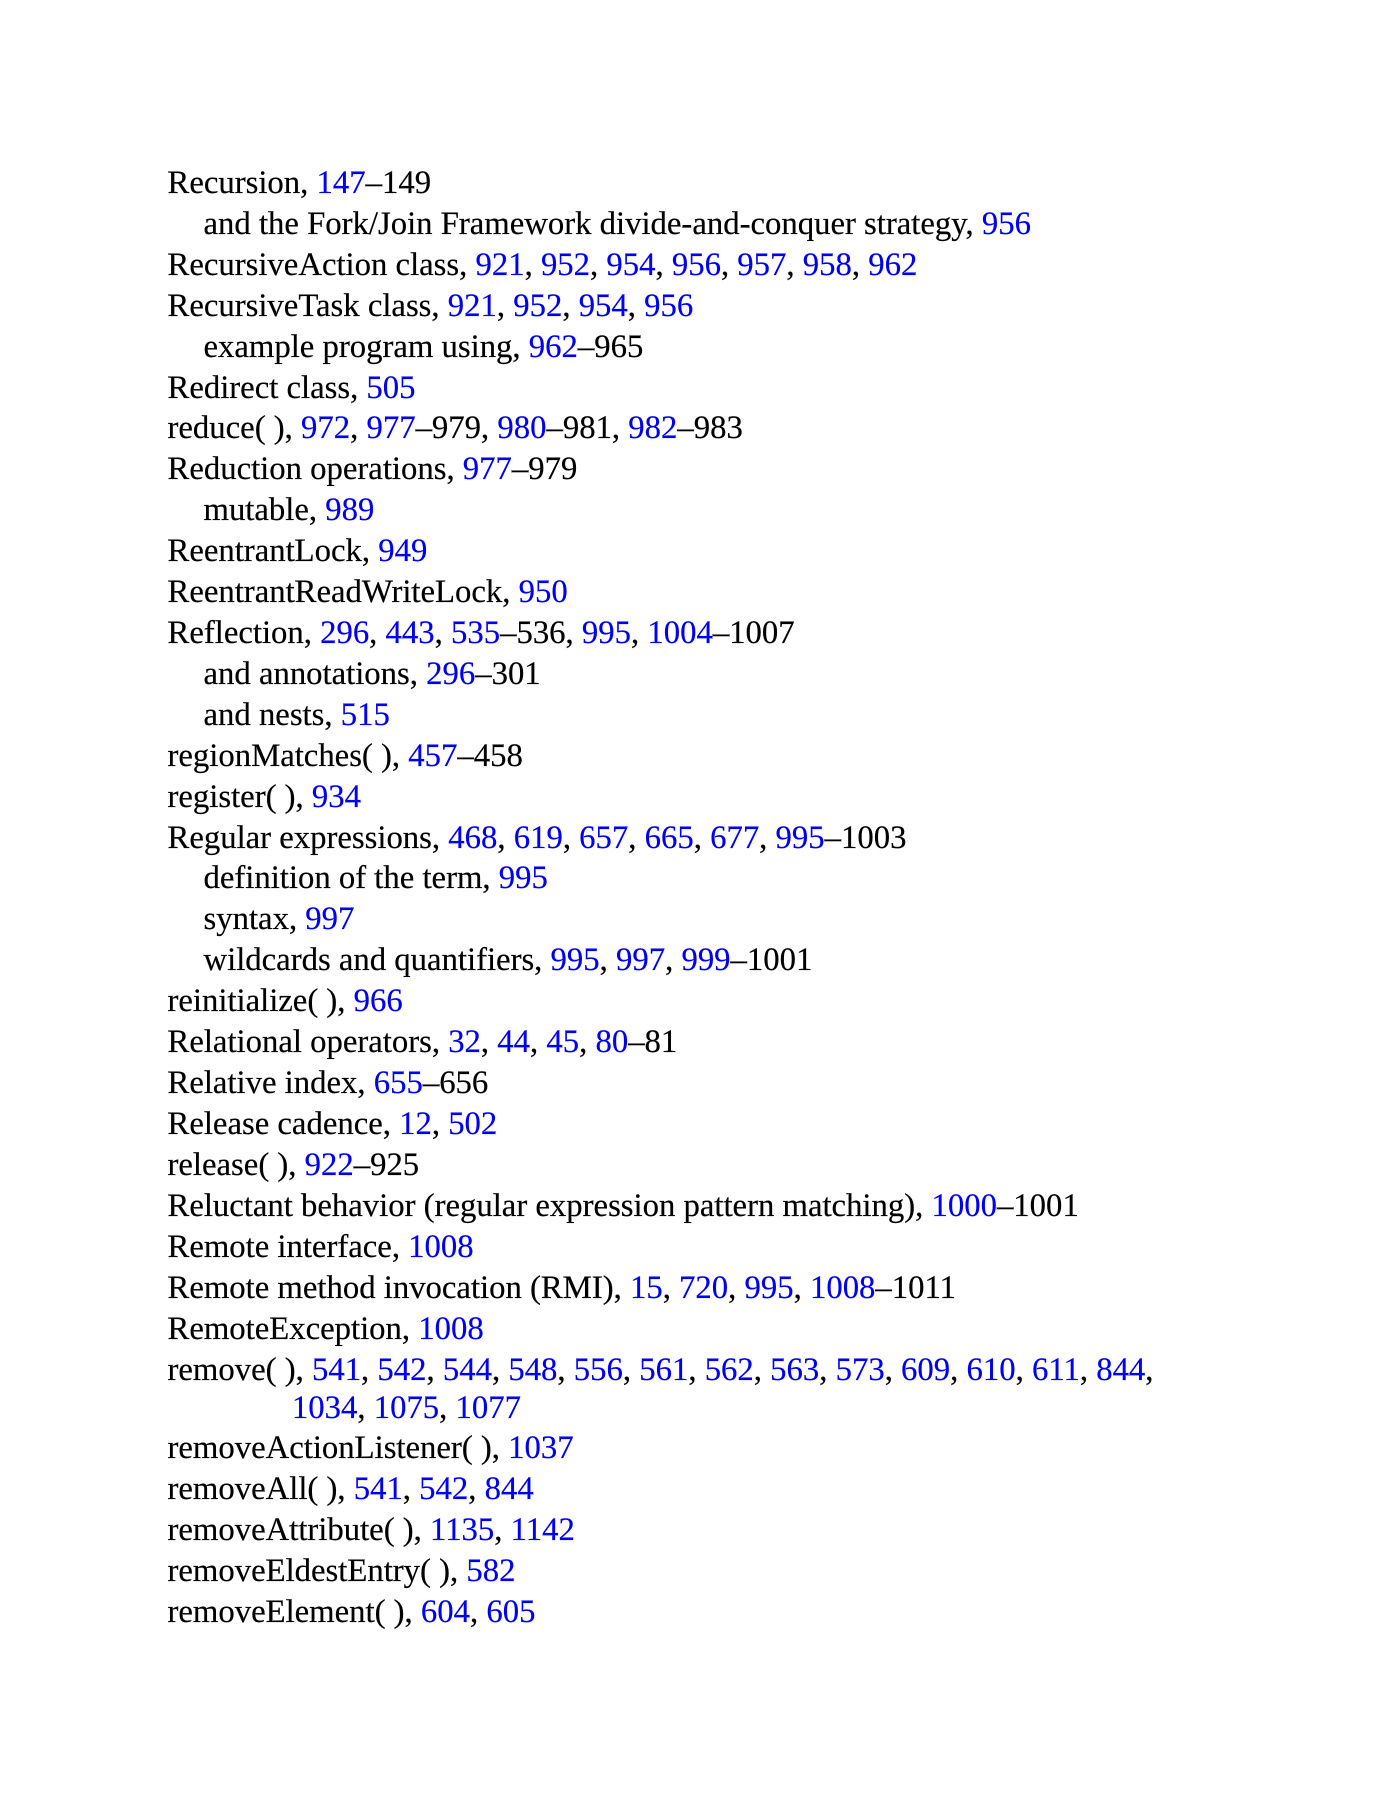 Recursion, 147–149
and the Fork/Join Framework divide-and-conquer strategy, 956
RecursiveAction class, 921, 952, 954, 956, 957, 958, 962
RecursiveTask class, 921, 952, 954, 956
example program using, 962–965
Redirect class, 505
reduce( ), 972, 977–979, 980–981, 982–983
Reduction operations, 977–979
mutable, 989
ReentrantLock, 949
ReentrantReadWriteLock, 950
Reflection, 296, 443, 535–536, 995, 1004–1007
and annotations, 296–301
and nests, 515
regionMatches( ), 457–458
register( ), 934
Regular expressions, 468, 619, 657, 665, 677, 995–1003
definition of the term, 995
syntax, 997
wildcards and quantifiers, 995, 997, 999–1001
reinitialize( ), 966
Relational operators, 32, 44, 45, 80–81
Relative index, 655–656
Release cadence, 12, 502
release( ), 922–925
Reluctant behavior (regular expression pattern matching), 1000–1001
Remote interface, 1008
Remote method invocation (RMI), 15, 720, 995, 1008–1011
RemoteException, 1008
remove( ), 541, 542, 544, 548, 556, 561, 562, 563, 573, 609, 610, 611, 844,
1034, 1075, 1077
removeActionListener( ), 1037
removeAll( ), 541, 542, 844
removeAttribute( ), 1135, 1142
removeEldestEntry( ), 582
removeElement( ), 604, 605